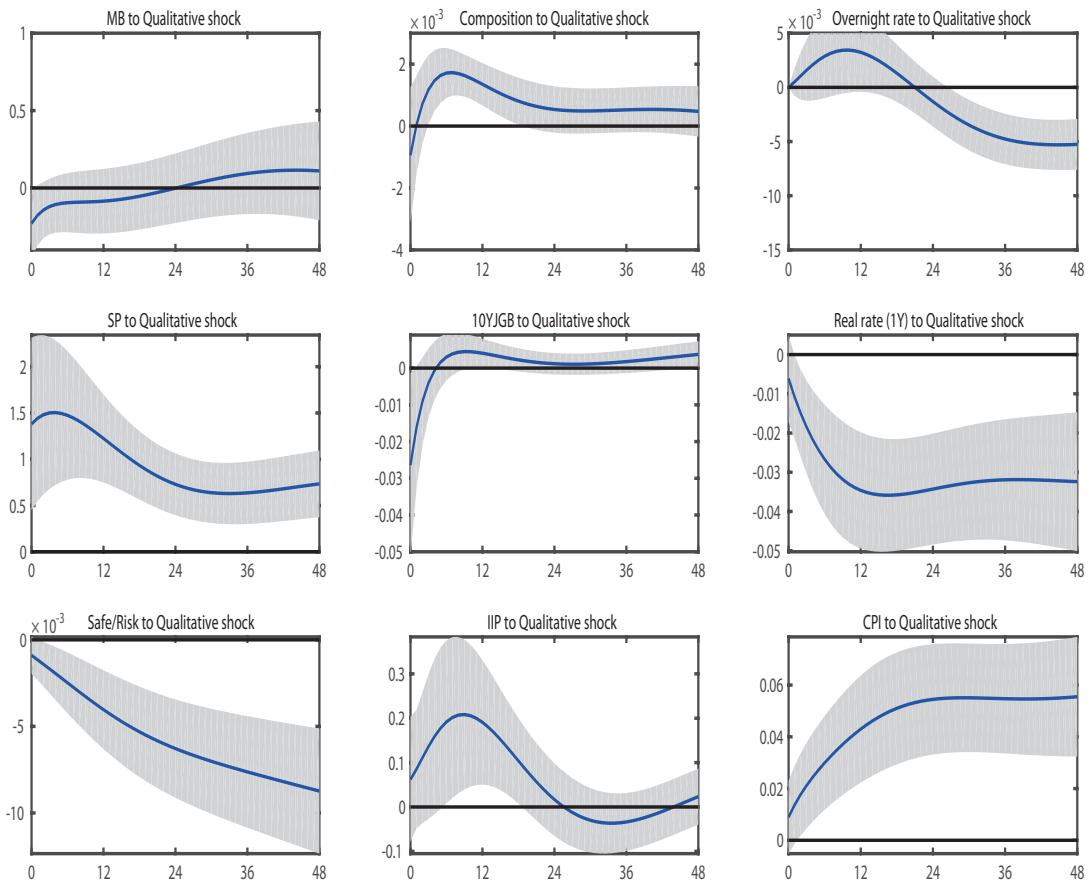 MB to Qualitative shock
1
0.5
0
0 12 24 36 48
Composition to Qualitative shock
× 10-3
2
0
-2
-4
0 12 24 36 48
Overnight rate to Qualitative shock
× 10-3
5
0
-5
-10
-15
0 12 24 36 48
SP to Qualitative shock
2
1.5
1
0.5
0
0 12 24 36 48
10YJGB to Qualitative shock
0
-0.01
-0.02
-0.03
-0.04
-0.05
0 12 24 36 48
Real rate (1Y) to Qualitative shock
0
-0.01
-0.02
-0.03
-0.04
-0.05
0 12 24 36 48
Safe/Risk to Qualitative shock
× 10-3
0
-5
-10
0 12 24 36 48
IIP to Qualitative shock
0.3
0.2
0.1
0
-0.1
0 12 24 36 48
CPI to Qualitative shock
0.06
0.04
0.02
0
0 12 24 36 48